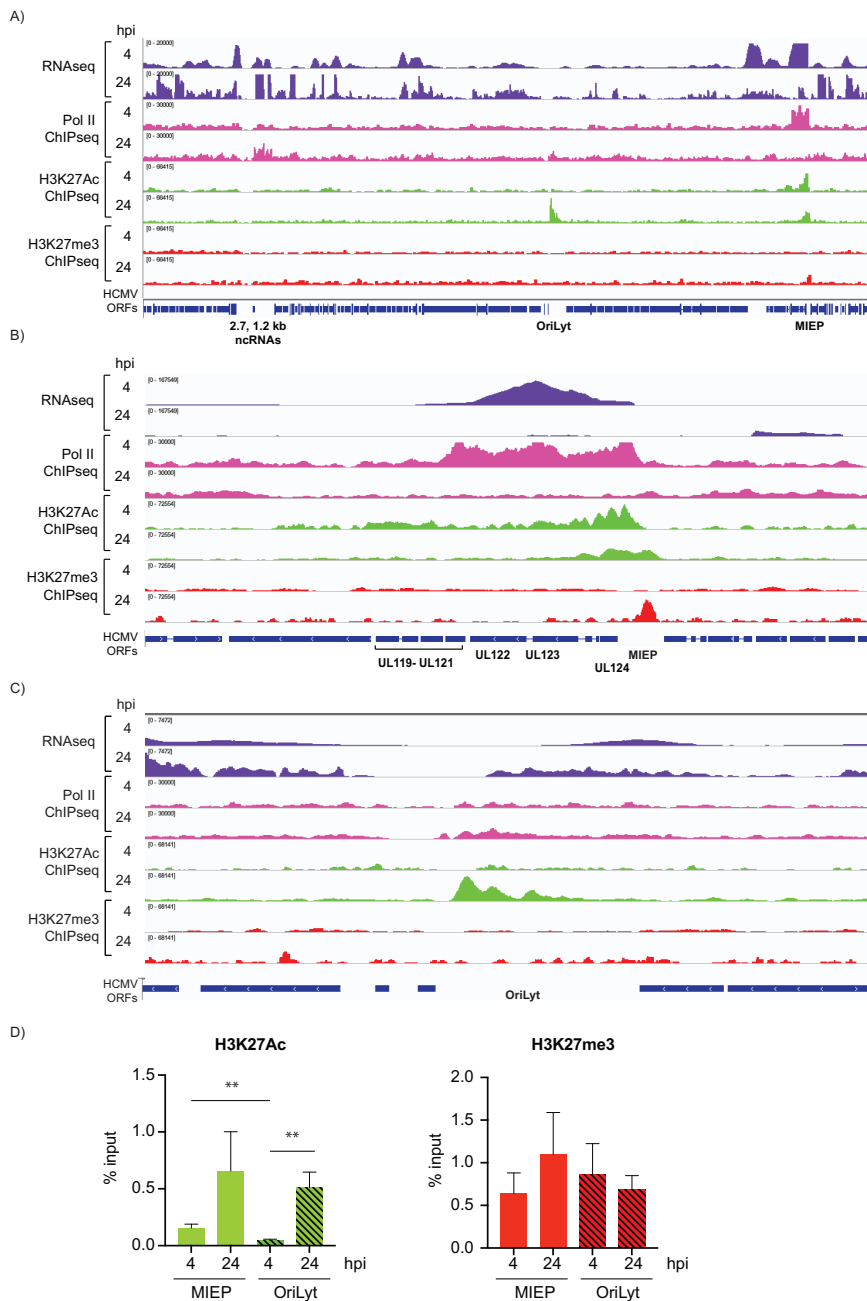 A)
hpi
RNAseq
4
[0 - 20000]
24
[0 - 20000]
Pol II
ChIPseq
4
[0 - 30000]
24
[0 - 30000]
H3K27Ac
ChIPseq
4
[0 - 66415]
24
[0 - 66415]
H3K27me3
ChIPseq
4
[0 - 66415]
24
[0 - 66415]
HCMV
ORFs
2.7, 1.2 kb
ncRNAs
OriLyt
MIEP
B)
hpi
RNAseq
4
[0 - 167549]
24
[0 - 167549]
Pol II
ChIPseq
4
[0 - 30000]
24
[0 - 30000]
H3K27Ac
ChIPseq
4
[0 - 72554]
24
[0 - 72554]
H3K27me3
ChIPseq
4
[0 - 72554]
24
[0 - 72554]
HCMV
ORFs
UL119- UL121
UL122
UL123
UL124
MIEP
C)
hpi
RNAseq
4
[0 - 7472]
24
[0 - 7472]
Pol II
ChIPseq
4
[0 - 30000]
24
[0 - 30000]
H3K27Ac
ChIPseq
4
[0 - 68141]
24
[0 - 68141]
H3K27me3
ChIPseq
4
[0 - 68141]
24
[0 - 68141]
HCMV
ORFs
OriLyt
D)
H3K27Ac
% input
1.5
1.0
0.5
0.0
**
**
4 24 4 24 hpi
MIEP OriLyt
H3K27me3
% input
2.0
1.5
1.0
0.5
0.0
4 24 4 24 hpi
MIEP OriLyt